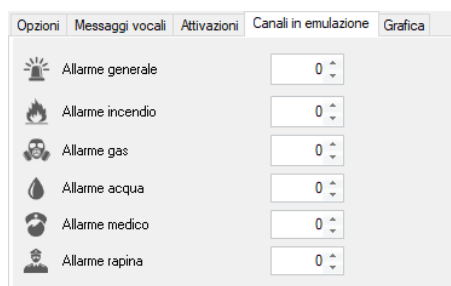 Opzioni Messaggi vocali Attivazioni Canali in emulazione Grafica
Allarme generale 0
Allarme incendio 0
Allarme gas 0
Allarme acqua 0
Allarme medico 0
Allarme rapina 0